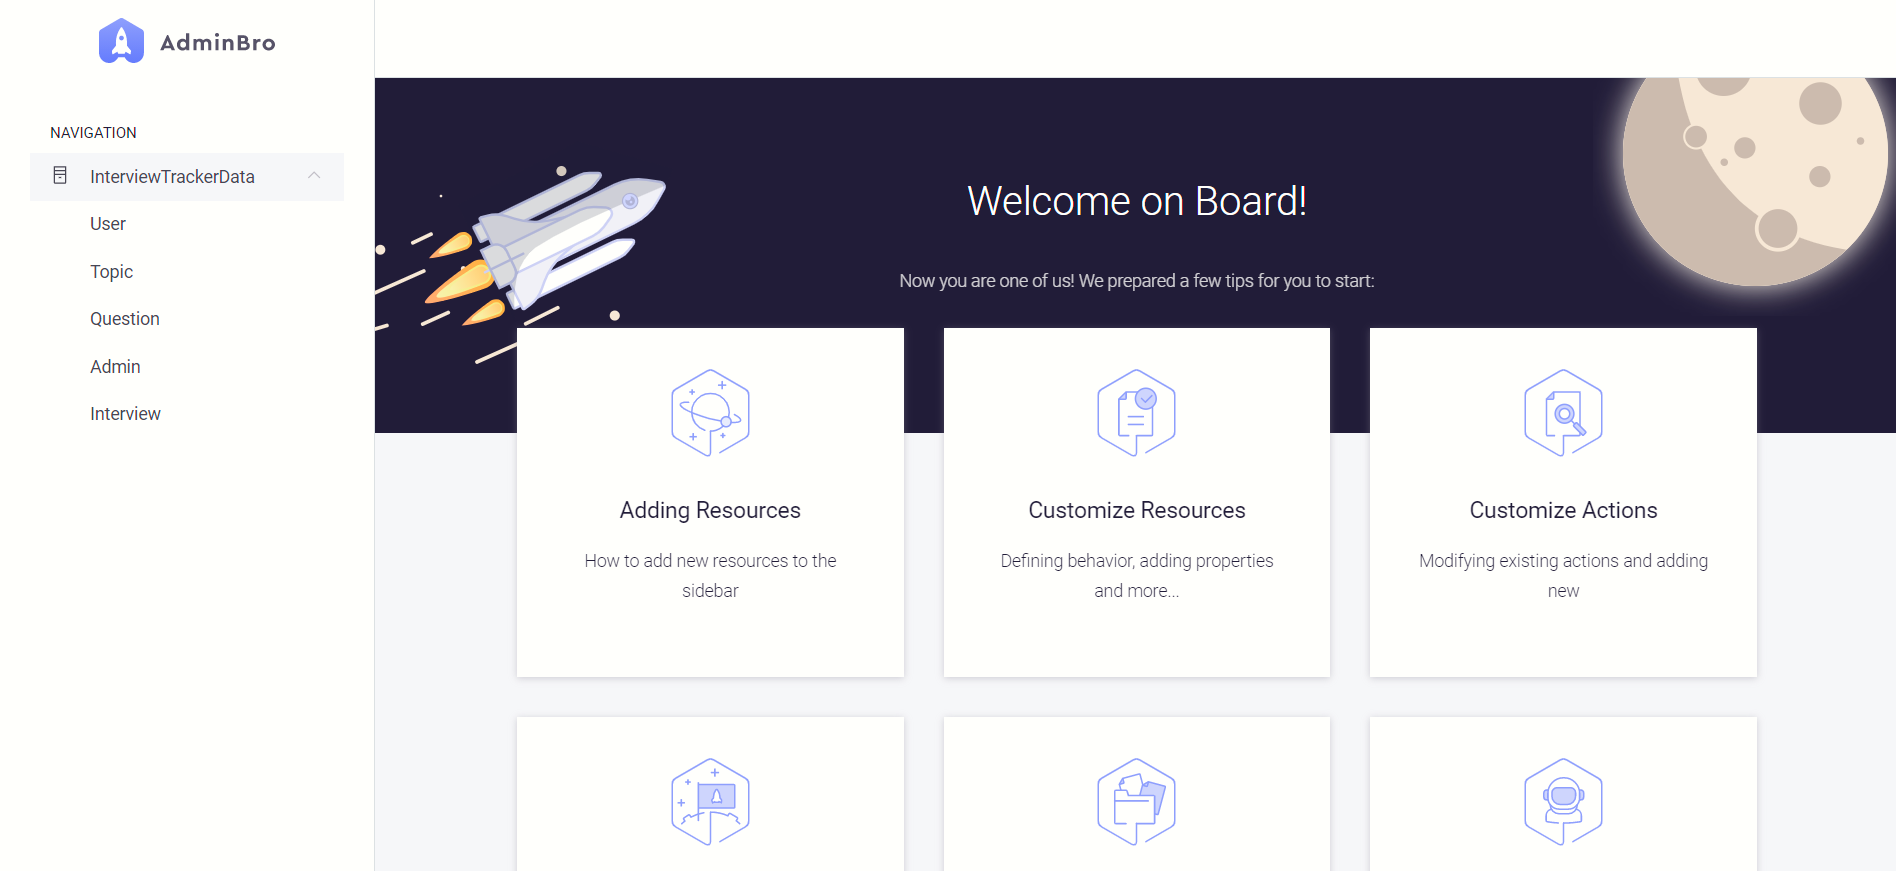 AdminBro
NAVIGATION
InterviewTrackerData
User
Topic
Question
Admin
Interview
Welcome on Board!
Now you are one of us! We prepared a few tips for you to start:
Adding Resources
How to add new resources to the
sidebar
Customize Resources
Defining behavior, adding properties
and more...
Customize Actions
Modifying existing actions and adding
new